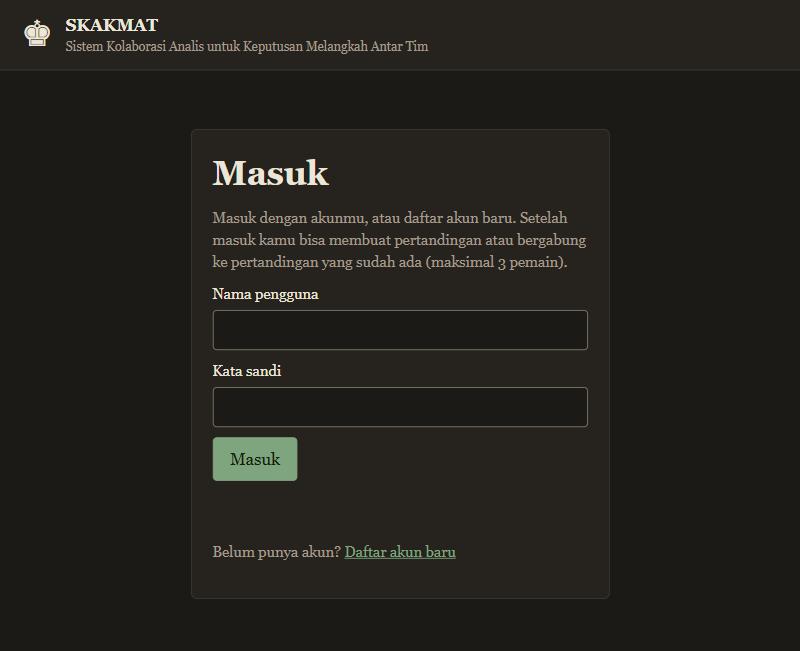 SKAKMAT
Sistem Kolaborasi Analis untuk Keputusan Melangkah Antar Tim
Masuk
Masuk dengan akunmu, atau daftar akun baru. Setelah
masuk kamu bisa membuat pertandingan atau bergabung
ke pertandingan yang sudah ada (maksimal 3 pemain).
Nama pengguna
Kata sandi
Masuk
Belum punya akun? Daftar akun baru